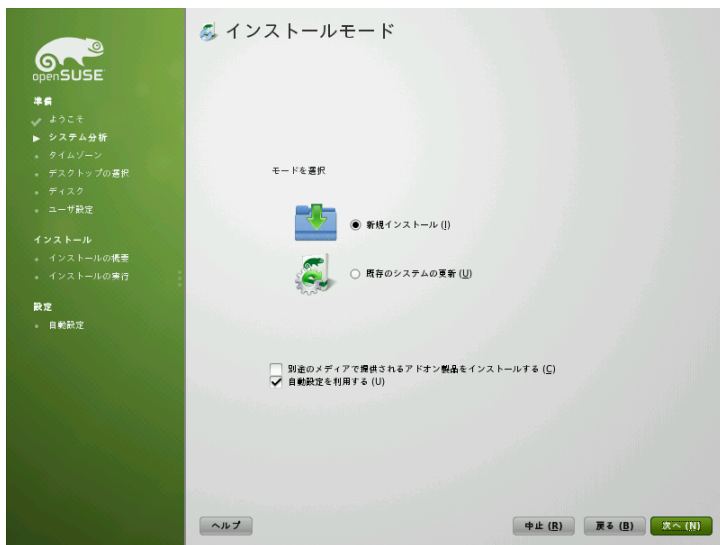 openSUSE
準備
ようこそ
システム分析
タイムゾーン
デスクトップの選択
ディスク
ユーザ設定
インストール
インストールの概要
インストールの実行
設定
自動設定
インストールモード
モードを選択
新規インストール (I)
既存のシステムの更新 (U)
別途のメディアで提供されるアドオン製品をインストールする (C)
自動設定を利用する (U)
ヘルプ
中止 (R)
戻る (B)
次へ (N)